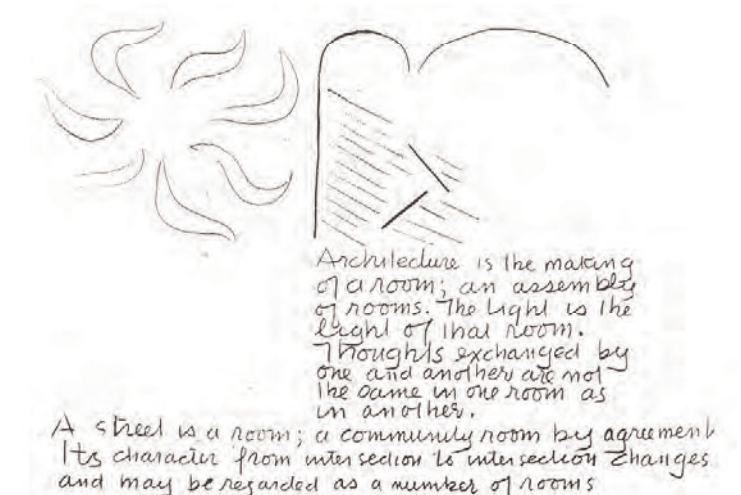 Architecture is the making
of a room; an assembly
of rooms. The light is the
light of that room.
Thoughts exchanged by
one and another are not
the same in one room as
in another.
A street is a room; a community room by agreement
Its character from intersection to intersection changes
and may be regarded as a number of rooms